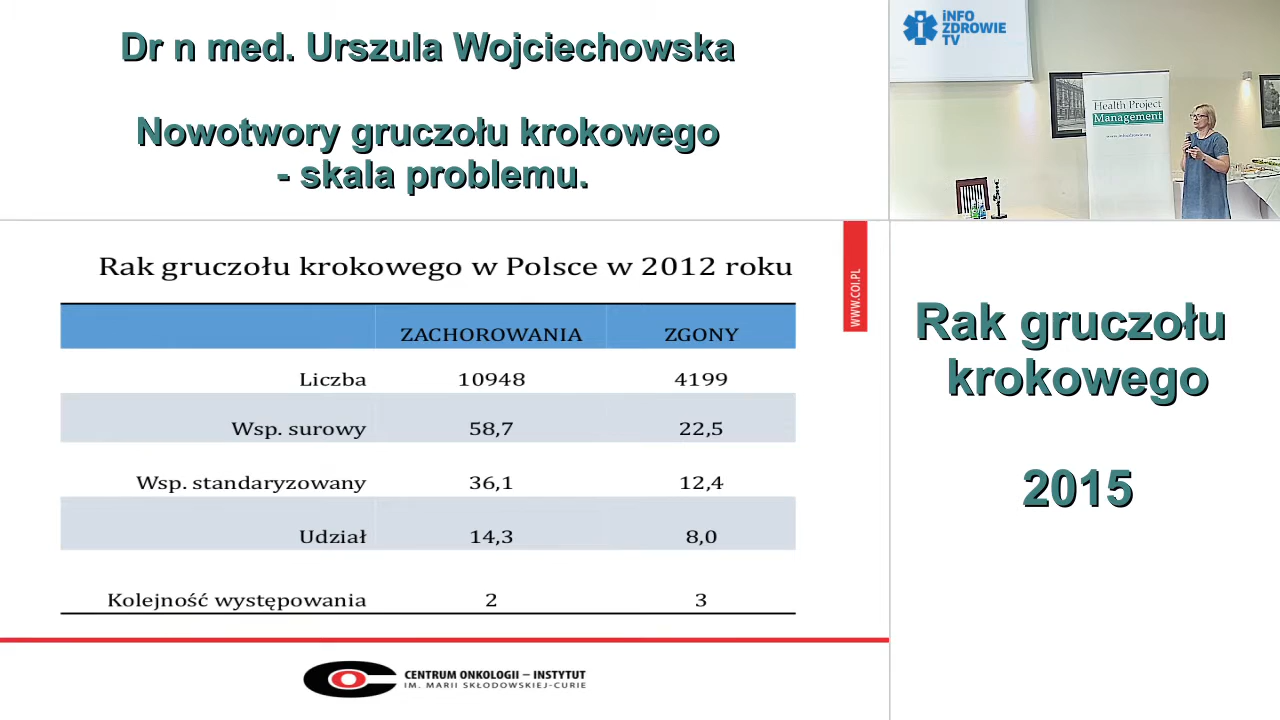 Dr n med. Urszula Wojciechowska
Nowotwory gruczołu krokowego
- skala problemu.
iNFO
ZDROWIE
TV
Health Project
Management
Rak gruczołu krokowego w Polsce w 2012 roku
WWW.COI.PL
ZACHOROWANIA ZGONY
Liczba 10948 4199
Wsp. surowy 58,7 22,5
Wsp. standaryzowany 36,1 12,4
Udział 14,3 8,0
Kolejność występowania 2 3
CENTRUM ONKOLOGII – INSTYTUT
IM. MARII SKŁODOWSKIEJ-CURIE
Rak gruczołu
krokowego
2015